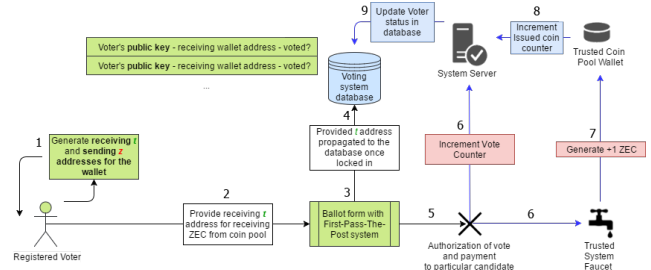 9
Update Voter
status in
database
8
Increment
Issued coin
counter
Trusted Coin
Pool Wallet
System Server
Voter's public key - receiving wallet address - voted?
Voter's public key - receiving wallet address - voted?
...
Voting
system
database
1
Generate receiving t
and sending z
addresses for the
wallet
4
Provided t address
propagated to the
database once
locked in
6
Increment Vote
Counter
7
Generate +1 ZEC
2
3
Provide receiving t
address for receiving
ZEC from coin pool
Ballot form with
First-Pass-The-
Post system
5
6
Registered Voter
Authorization of vote
and payment
to particular candidate
Trusted
System
Faucet